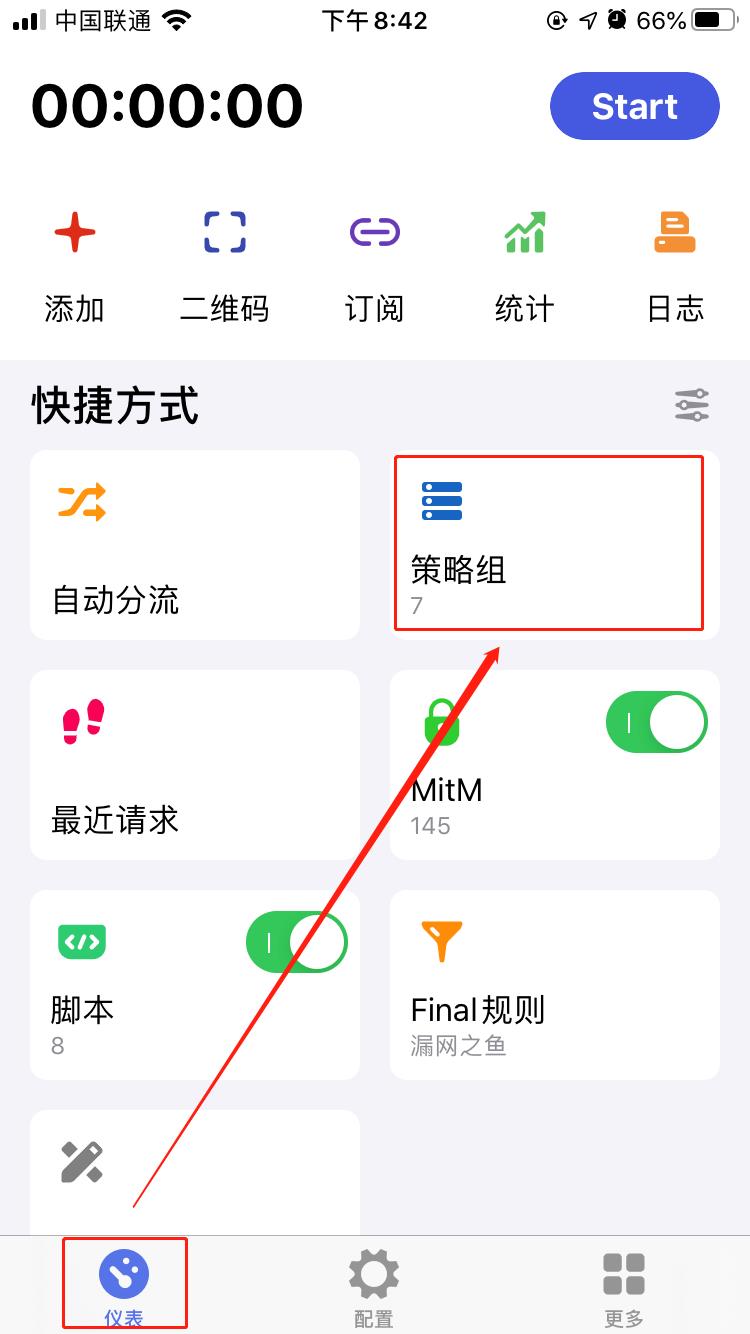 中国联通 下午8:42 66%
00:00:00 Start
添加 二维码 订阅 统计 日志
快捷方式
自动分流
策略组
7
最近请求
MitM
145
脚本
8
Final规则
漏网之鱼
仪表 配置 更多